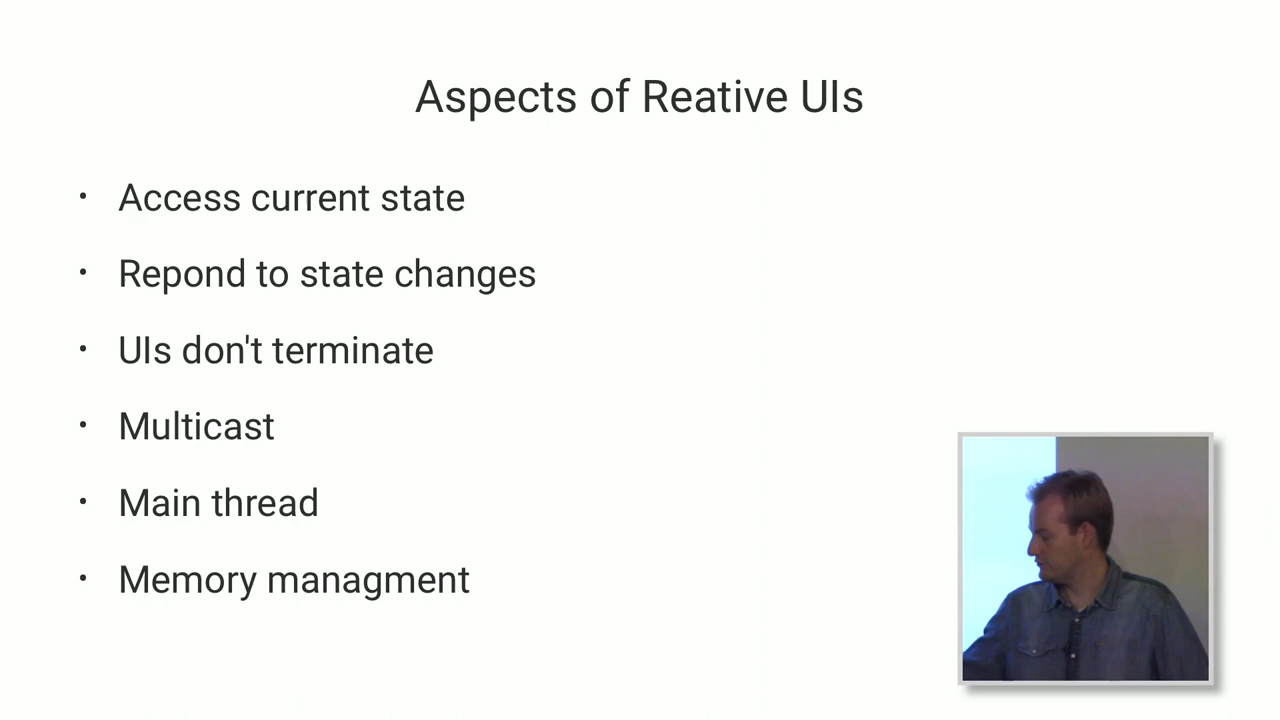 Aspects of Reative UIs
• Access current state
• Repond to state changes
• UIs don't terminate
• Multicast
• Main thread
• Memory managment